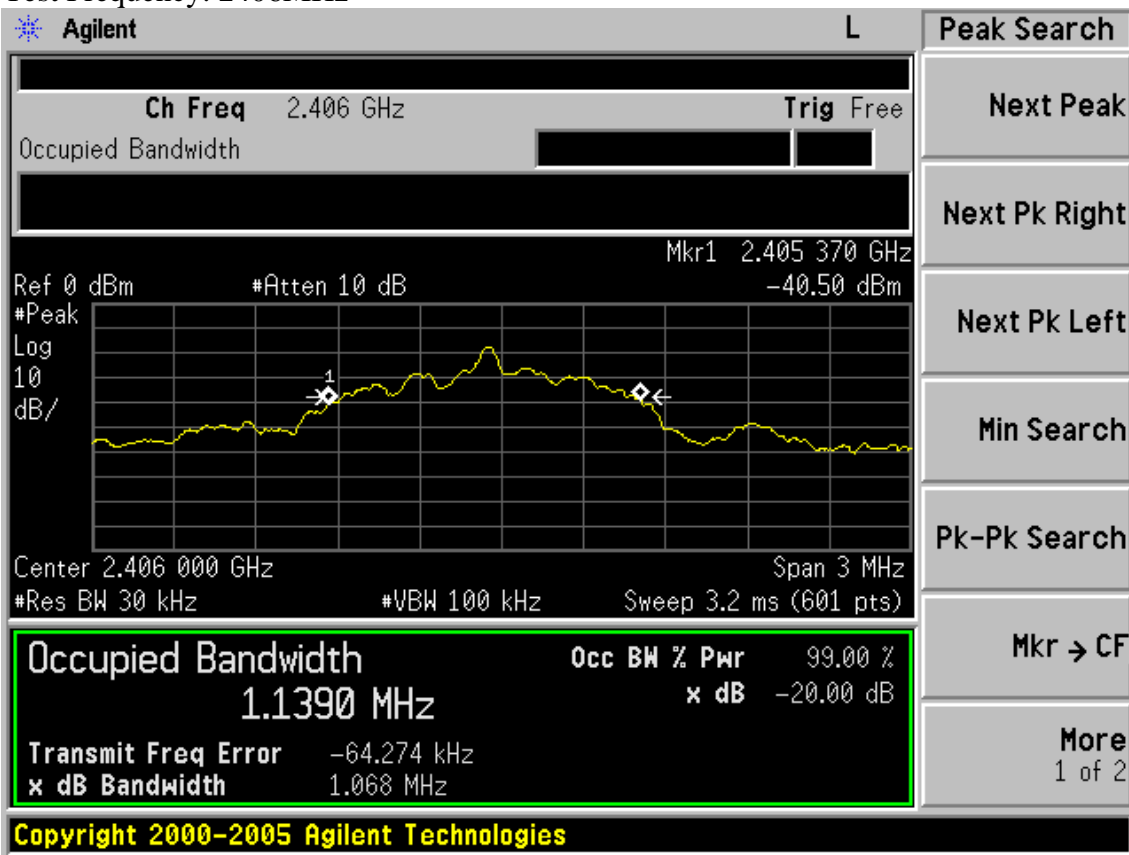 Test Frequency: 2406MHz
Agilent L Peak Search
Ch Freq 2.406 GHz Trig Free
Occupied Bandwidth
Next Peak
Next Pk Right
Mkr1 2.405 370 GHz
Ref 0 dBm #Atten 10 dB -40.50 dBm
#Peak
Log
10
dB/
1
Next Pk Left
Min Search
Pk-Pk Search
Center 2.406 000 GHz Span 3 MHz
#Res BW 30 kHz #VBW 100 kHz Sweep 3.2 ms (601 pts)
Occupied Bandwidth Occ BW % Pwr 99.00 %
1.1390 MHz x dB -20.00 dB
Transmit Freq Error -64.274 kHz
x dB Bandwidth 1.068 MHz
Mkr → CF
More
1 of 2
Copyright 2000-2005 Agilent Technologies